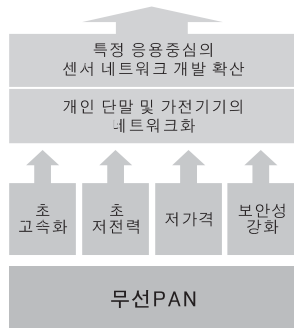 특정 응용중심의
센서 네트워크 개발 확산
개인 단말 및 가전기기의
네트워크화
초
고속화
초
저전력
저가격
보안성
강화
무선PAN